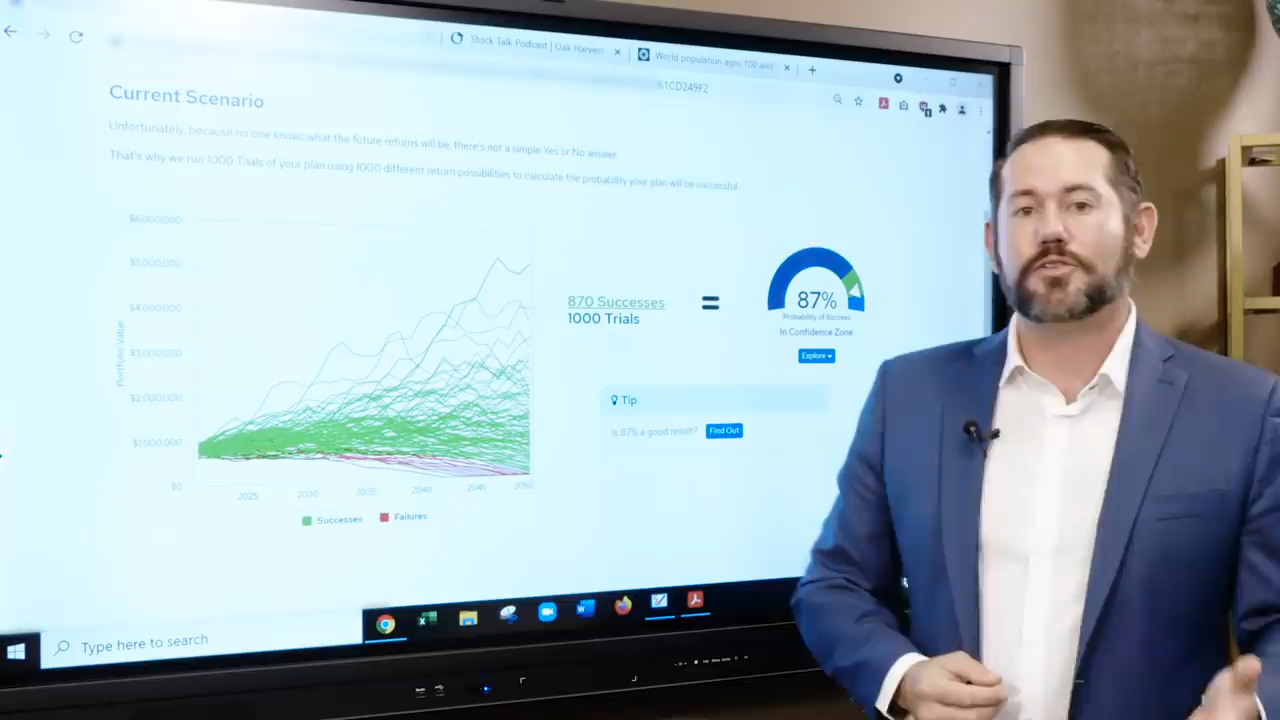 Stock Talk Podcast | Oak Harvest
World population ages 100 and
61CD249F2
Current Scenario
Unfortunately, because no one knows what the future returns will be, there's not a simple Yes or No answer.
That's why we run 1000 Trials of your plan using 1000 different return possibilities to calculate the probability your plan will be successful
$6,000,000
$5,000,000
$4,000,000
$3,000,000
$2,000,000
$1,000,000
$0
Portfolio Value
2025 2030 2035 2040 2045 2050
Successes Failures
870 Successes
1000 Trials
=
87%
Probability of Success
In Confidence Zone
Explore
Tip
Is 87% a good result? Find Out
Type here to search